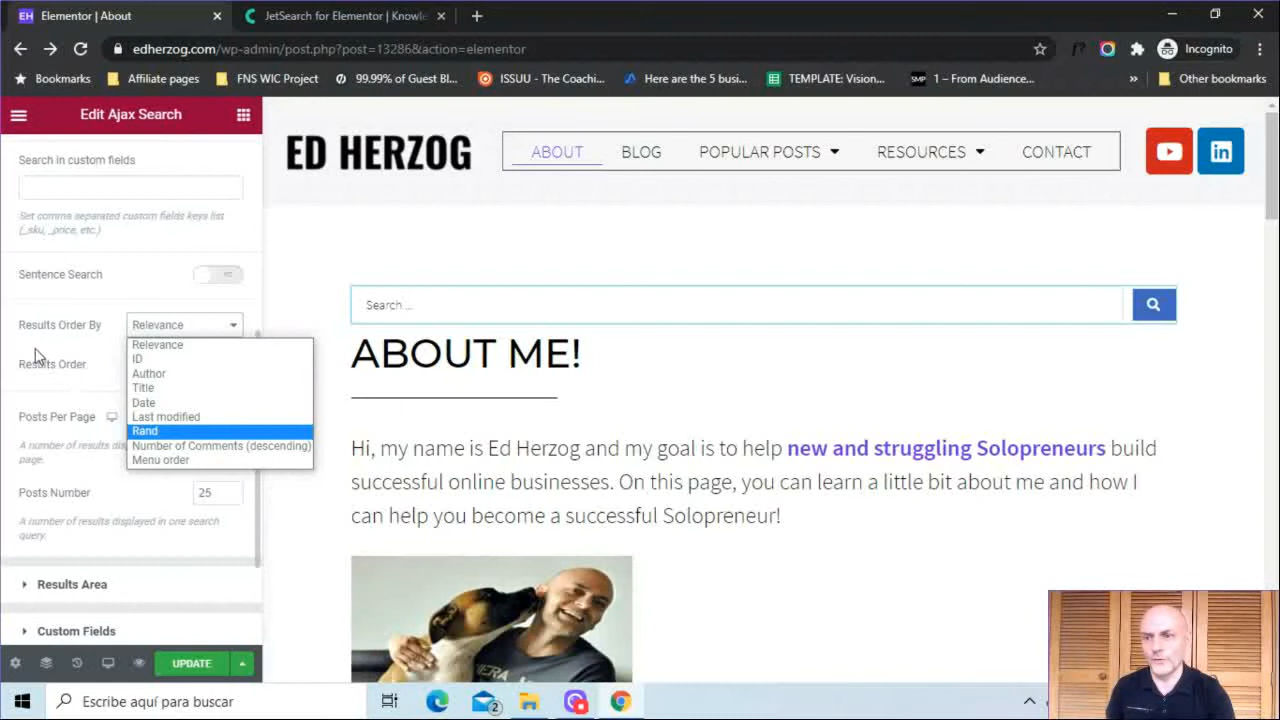 Elementor | About
JetSearch for Elementor | Knowle
edherzog.com/wp-admin/post.php?post=13286&action=elementor
Incognito
Bookmarks
Affiliate pages
FNS WIC Project
99.99% of Guest Bl...
ISSUU - The Coachi...
Here are the 5 busi...
TEMPLATE: Vision...
1 – From Audience...
Other bookmarks
Edit Ajax Search
Search in custom fields
Set comma separated custom fields keys list
(_sku, _price, etc.)
Sentence Search
Results Order By
Relevance
Relevance
ID
Author
Title
Date
Last modified
Rand
Number of Comments (descending)
Menu order
Results Order
Posts Per Page
A number of results dis
page.
Posts Number
25
A number of results displayed in one search
query.
Results Area
Custom Fields
UPDATE
ED HERZOG
ABOUT
BLOG
POPULAR POSTS
RESOURCES
CONTACT
in
Search ...
ABOUT ME!
Hi, my name is Ed Herzog and my goal is to help new and struggling Solopreneurs build
successful online businesses. On this page, you can learn a little bit about me and how I
can help you become a successful Solopreneur!
Escribe aquí para buscar
2